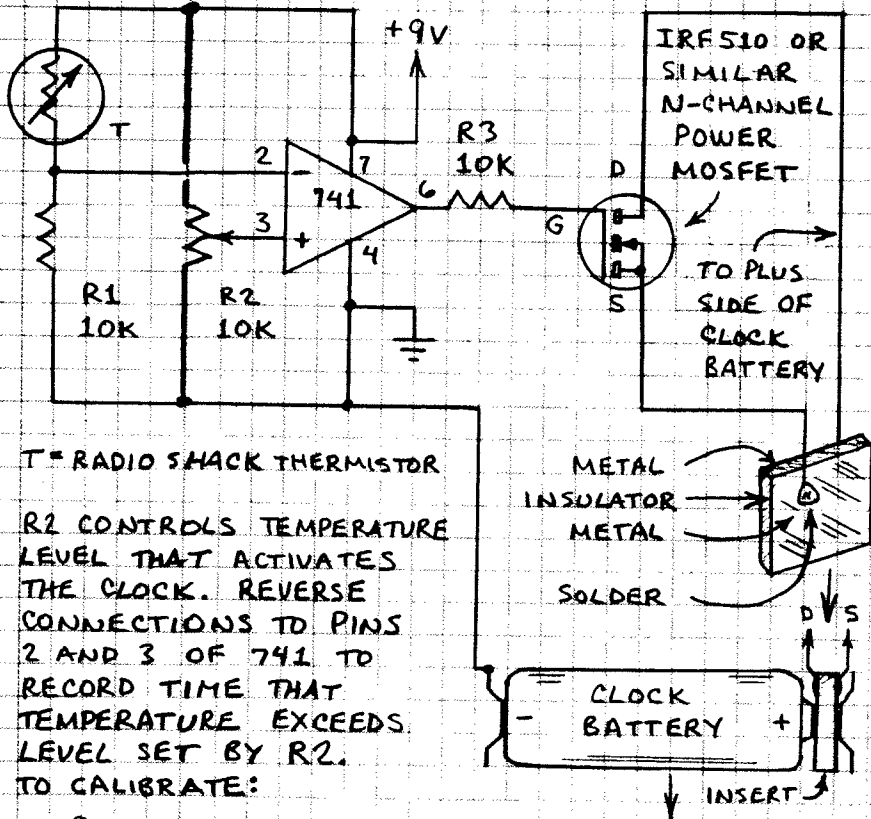 +9V
IRF510 OR
SIMILAR
N-CHANNEL
POWER
MOSFET
T
R3
10K
2
7
741
6
D
3
4
G
S
R1
10K
R2
10K
TO PLUS
SIDE OF
CLOCK
BATTERY
T = RADIO SHACK THERMISTOR
METAL
INSULATOR
METAL
SOLDER
R2 CONTROLS TEMPERATURE
LEVEL THAT ACTIVATES
THE CLOCK. REVERSE
CONNECTIONS TO PINS
2 AND 3 OF 741 TO
RECORD TIME THAT
TEMPERATURE EXCEEDS
LEVEL SET BY R2.
TO CALIBRATE:
D S
- CLOCK +
BATTERY
INSERT